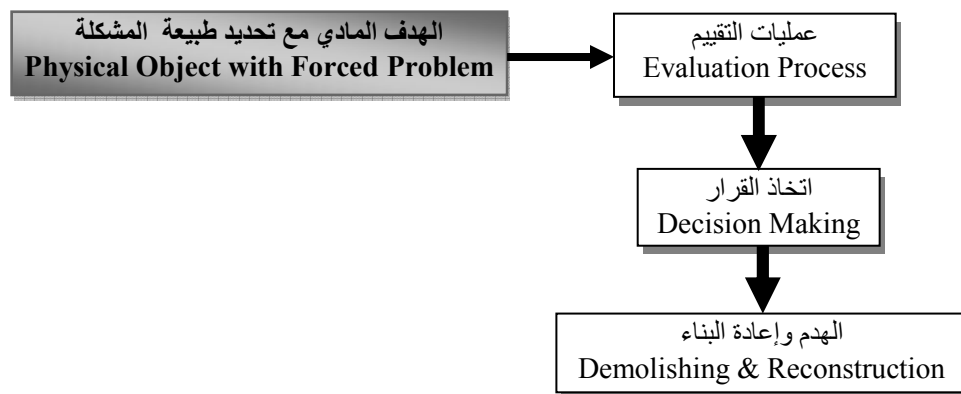 الهدف المادي مع تحديد طبيعة المشكلة
Physical Object with Forced Problem
عمليات التقييم
Evaluation Process
اتخاذ القرار
Decision Making
الهدم وإعادة البناء
Demolishing & Reconstruction